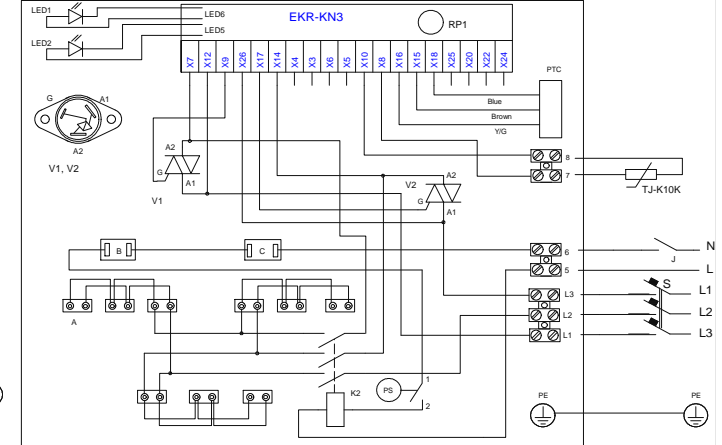 LED1
LED6
EKR-KN3
RP1
LED5
LED2
X7 X12 X9 X26 X17 X14 X4 X3 X6 X5 X10 X8 X16 X15 X18 X25 X20 X22 X24
PTC
G A1
Blue
Brown
Y/G
A2
V1, V2
A2
G
A1
V1
8
7
TJ-K10K
V2 A2
G
A1
B
C
6
N
J
5
L
L3
S
L1
L2
L2
L1
L3
A
K2
PS
1
2
PE
PE